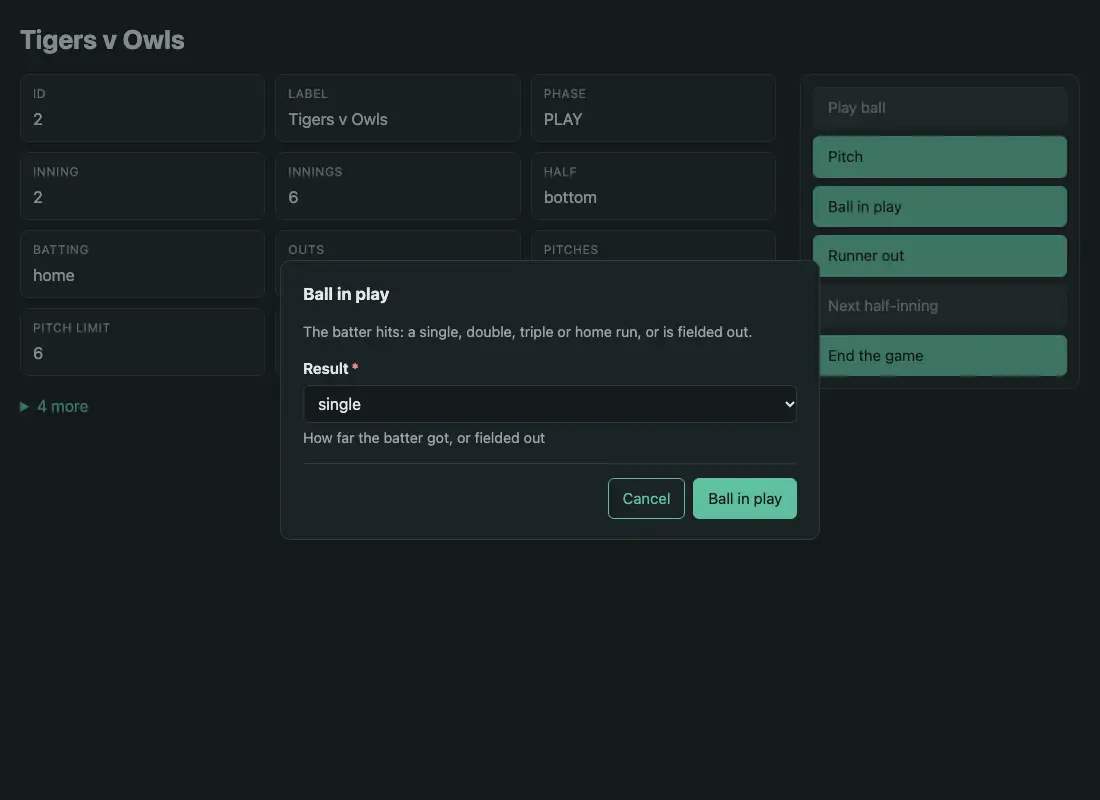 Tigers v Owls
ID
2
LABEL
Tigers v Owls
PHASE
PLAY
INNING
2
INNINGS
6
HALF
bottom
BATTING
home
OUTS
PITCHES
PITCH LIMIT
6
4 more
Play ball
Pitch
Ball in play
Runner out
Next half-inning
End the game
Ball in play
The batter hits: a single, double, triple or home run, or is fielded out.
Result *
single
How far the batter got, or fielded out
Cancel
Ball in play